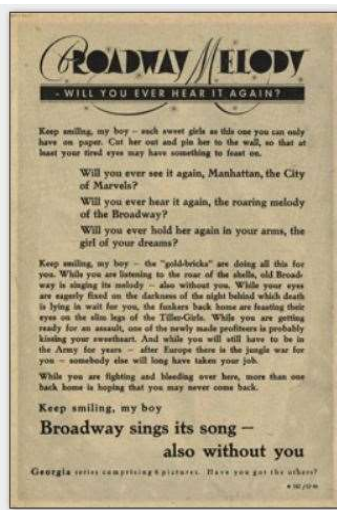 BROADWAY MELODY
- WILL YOU EVER HEAR IT AGAIN?
Keep smiling, my boy — such sweet girls as this one you can only
have on paper. Cut her out and pin her to the wall, so that at
least your tired eyes may have something to feast on.
Will you ever see it again, Manhattan, the City
of Marvels?
Will you ever hear it again, the roaring melody
of the Broadway?
Will you ever hold her again in your arms, the
girl of your dreams?
Keep smiling, my boy — the "gold-bricks" are doing all this for
you. While you are listening to the roar of the shells, old Broad-
way is singing its melody — also without you. While your eyes
are eagerly fixed on the darkness of the night behind which death
is lying in wait for you, the funkers back home are feasting their
eyes on the slim legs of the Tiller-Girls. While you are getting
ready for an assault, one of the newly made profiteers is probably
kissing your sweetheart. And while you will still have to be in
the Army for years — after Europe there is the jungle war for
you — somebody else will long have taken your job.
While you are fighting and bleeding over here, more than one
back home is hoping that you may never come back.
Keep smiling, my boy
Broadway sings its song —
also without you
Georgia series comprising 6 pictures. Have you got the others?